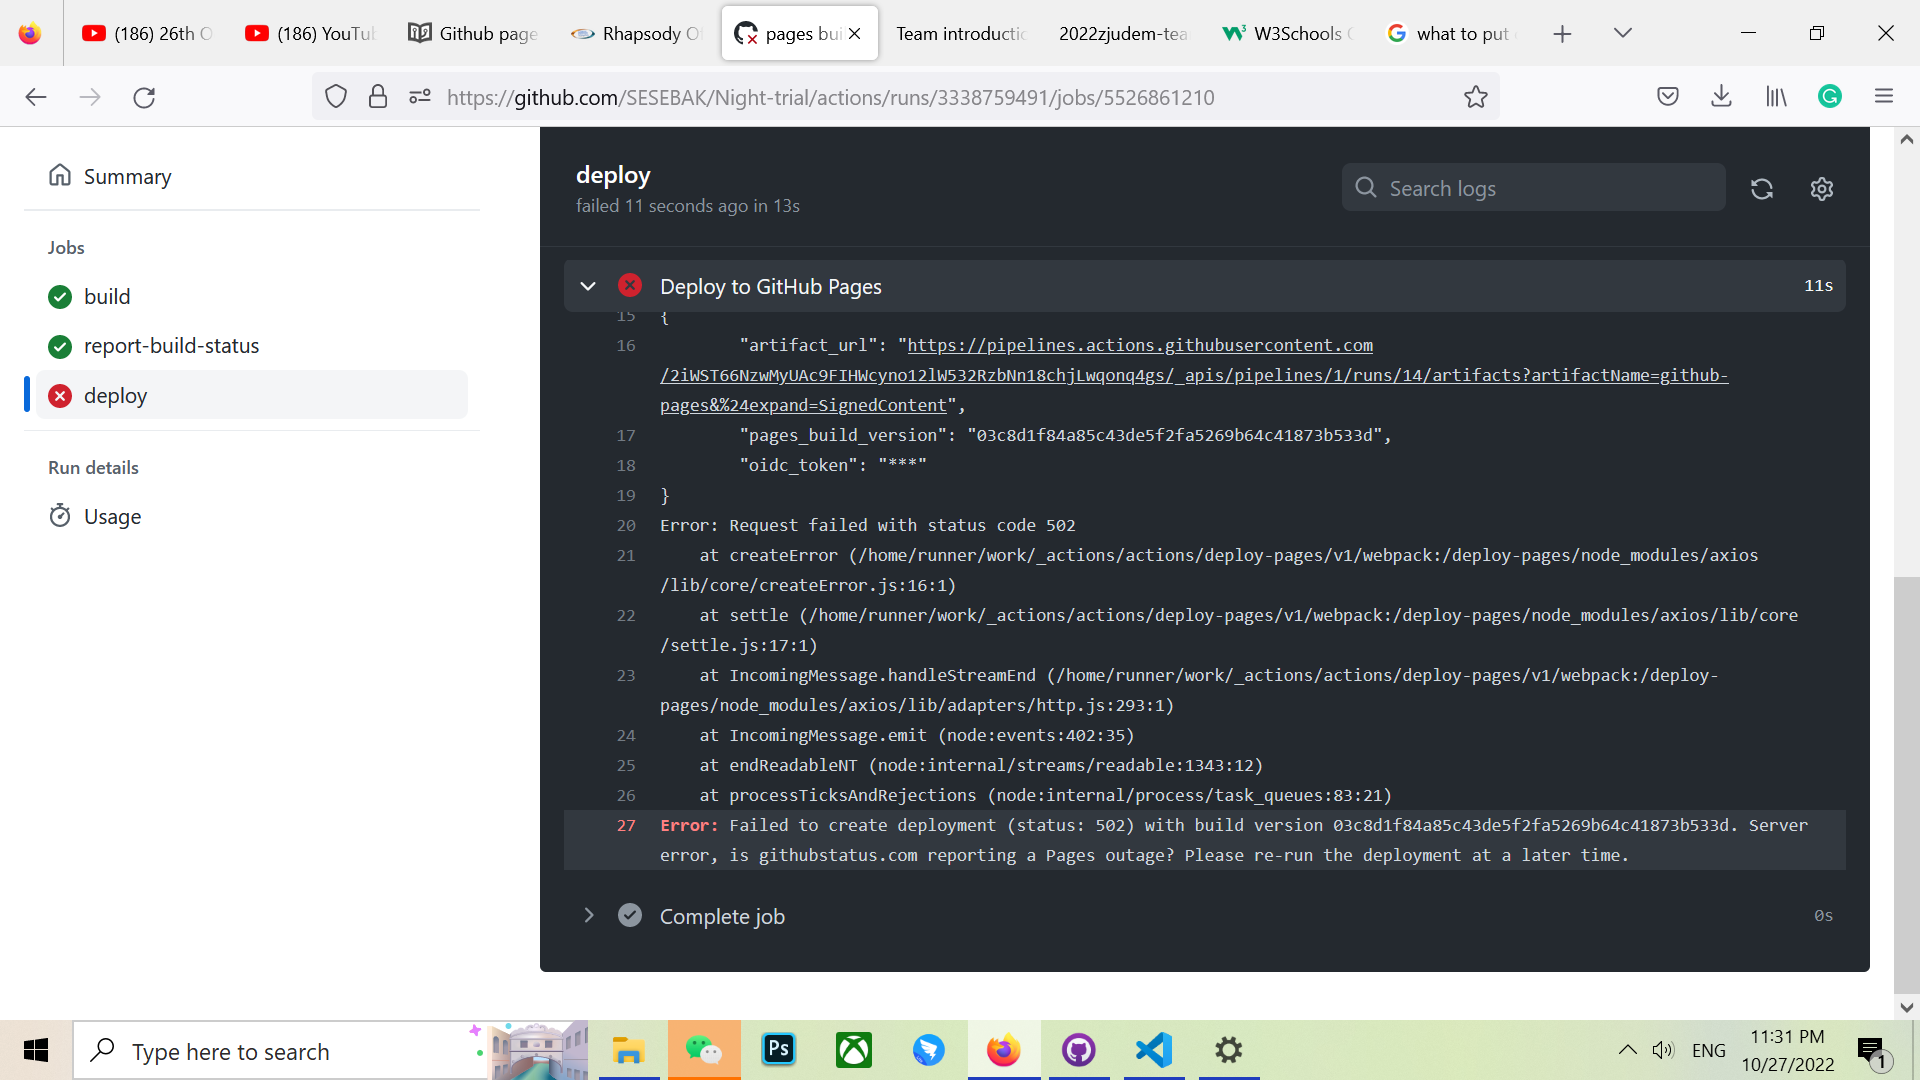 (186) 26th O
(186) YouTu
Github page
Rhapsody Of
pages bui
Team introductio
2022zjudem-tea
W3Schools
what to put
https://github.com/SESEBAK/Night-trial/actions/runs/3338759491/jobs/5526861210
Summary
Jobs
build
report-build-status
deploy
Run details
Usage
deploy
failed 11 seconds ago in 13s
Search logs
Deploy to GitHub Pages
11s
15 {
16 "artifact_url": "https://pipelines.actions.githubusercontent.com
/2iWST66NzwMyUAc9FIHWcyno12lW532RzbNn18chjLwqonq4gs/_apis/pipelines/1/runs/14/artifacts?artifactName=github-
pages&%24expand=SignedContent",
17 "pages_build_version": "03c8d1f84a85c43de5f2fa5269b64c41873b533d",
18 "oidc_token": "***"
19 }
20 Error: Request failed with status code 502
21 at createError (/home/runner/work/_actions/actions/deploy-pages/v1/webpack:/deploy-pages/node_modules/axios
/lib/core/createError.js:16:1)
22 at settle (/home/runner/work/_actions/actions/deploy-pages/v1/webpack:/deploy-pages/node_modules/axios/lib/core
/settle.js:17:1)
23 at IncomingMessage.handleStreamEnd (/home/runner/work/_actions/actions/deploy-pages/v1/webpack:/deploy-
pages/node_modules/axios/lib/adapters/http.js:293:1)
24 at IncomingMessage.emit (node:events:402:35)
25 at endReadableNT (node:internal/streams/readable:1343:12)
26 at processTicksAndRejections (node:internal/process/task_queues:83:21)
27 Error: Failed to create deployment (status: 502) with build version 03c8d1f84a85c43de5f2fa5269b64c41873b533d. Server
error, is githubstatus.com reporting a Pages outage? Please re-run the deployment at a later time.
Complete job
0s
Type here to search
Ps
ENG
11:31 PM
10/27/2022
1